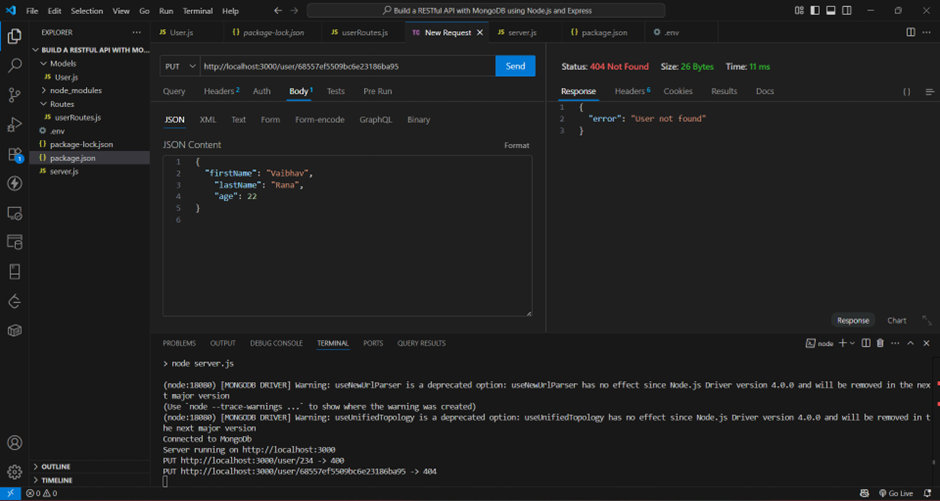 File Edit Selection View Go Run Terminal Help
Build a RESTful API with MongoDB using Node.js and Express
EXPLORER
BUILD A RESTFUL API WITH MO...
Models
JS User.js
node_modules
Routes
JS userRoutes.js
.env
{} package-lock.json
{} package.json
JS server.js
OUTLINE
TIMELINE
1
JS User.js {} package-lock.json JS userRoutes.js TC New Request JS server.js {} package.json .env
PUT http://localhost:3000/user/68557ef5509bc6e23186ba95 Send
Query Headers 2 Auth Body 1 Tests Pre Run
JSON XML Text Form Form-encode GraphQL Binary
JSON Content Format
1 {
2 "firstName": "Vaibhav",
3 "lastName": "Rana",
4 "age": 22
5 }
6
Status: 404 Not Found Size: 26 Bytes Time: 11 ms
Response Headers 6 Cookies Results Docs {}
1 {
2 "error": "User not found"
3 }
Response Chart
PROBLEMS OUTPUT DEBUG CONSOLE TERMINAL PORTS QUERY RESULTS node
> node server.js
(node:18080) [MONGODB DRIVER] Warning: useNewUrlParser is a deprecated option: useNewUrlParser has no effect since Node.js Driver version 4.0.0 and will be removed in the nex
t major version
(Use `node --trace-warnings ...` to show where the warning was created)
(node:18080) [MONGODB DRIVER] Warning: useUnifiedTopology is a deprecated option: useUnifiedTopology has no effect since Node.js Driver version 4.0.0 and will be removed in t
he next major version
Connected to MongoDb
Server running on http://localhost:3000
PUT http://localhost:3000/user/234 -> 400
PUT http://localhost:3000/user/68557ef5509bc6e23186ba95 -> 404
0 0 Go Live